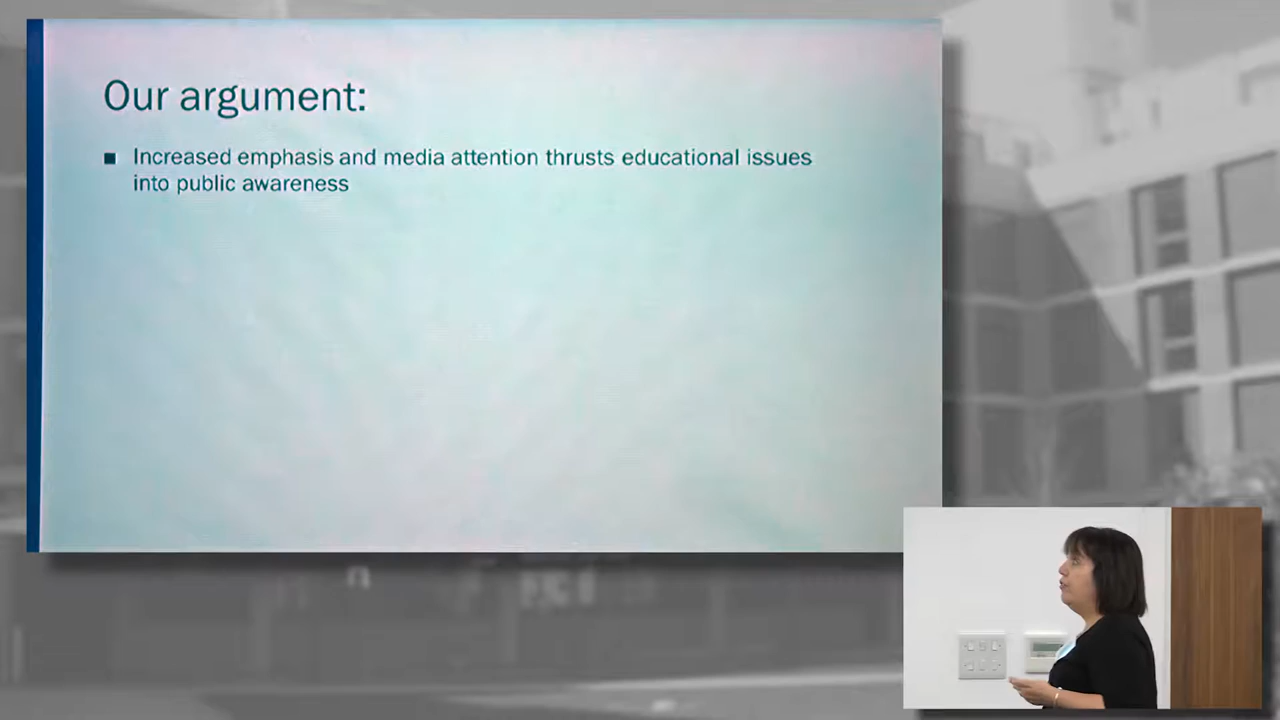 Our argument:
■ Increased emphasis and media attention thrusts educational issues
into public awareness